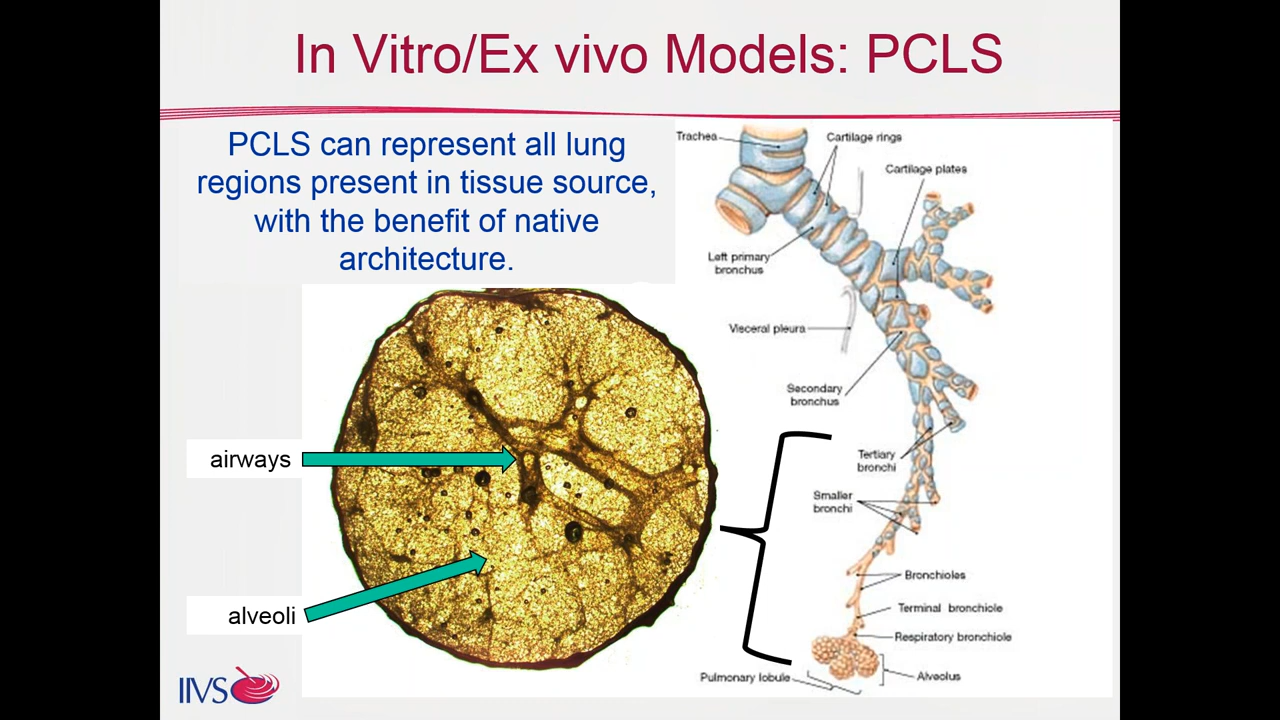 In Vitro/Ex vivo Models: PCLS
PCLS can represent all lung
regions present in tissue source,
with the benefit of native
architecture.
Trachea
Cartilage rings
Cartilage plates
Left primary
bronchus
Visceral pleura
Secondary
bronchus
airways
Tertiary
bronchi
Smaller
bronchi
Bronchioles
alveoli
Terminal bronchiole
Respiratory bronchiole
Pulmonary lobule
Alveolus
IIVS